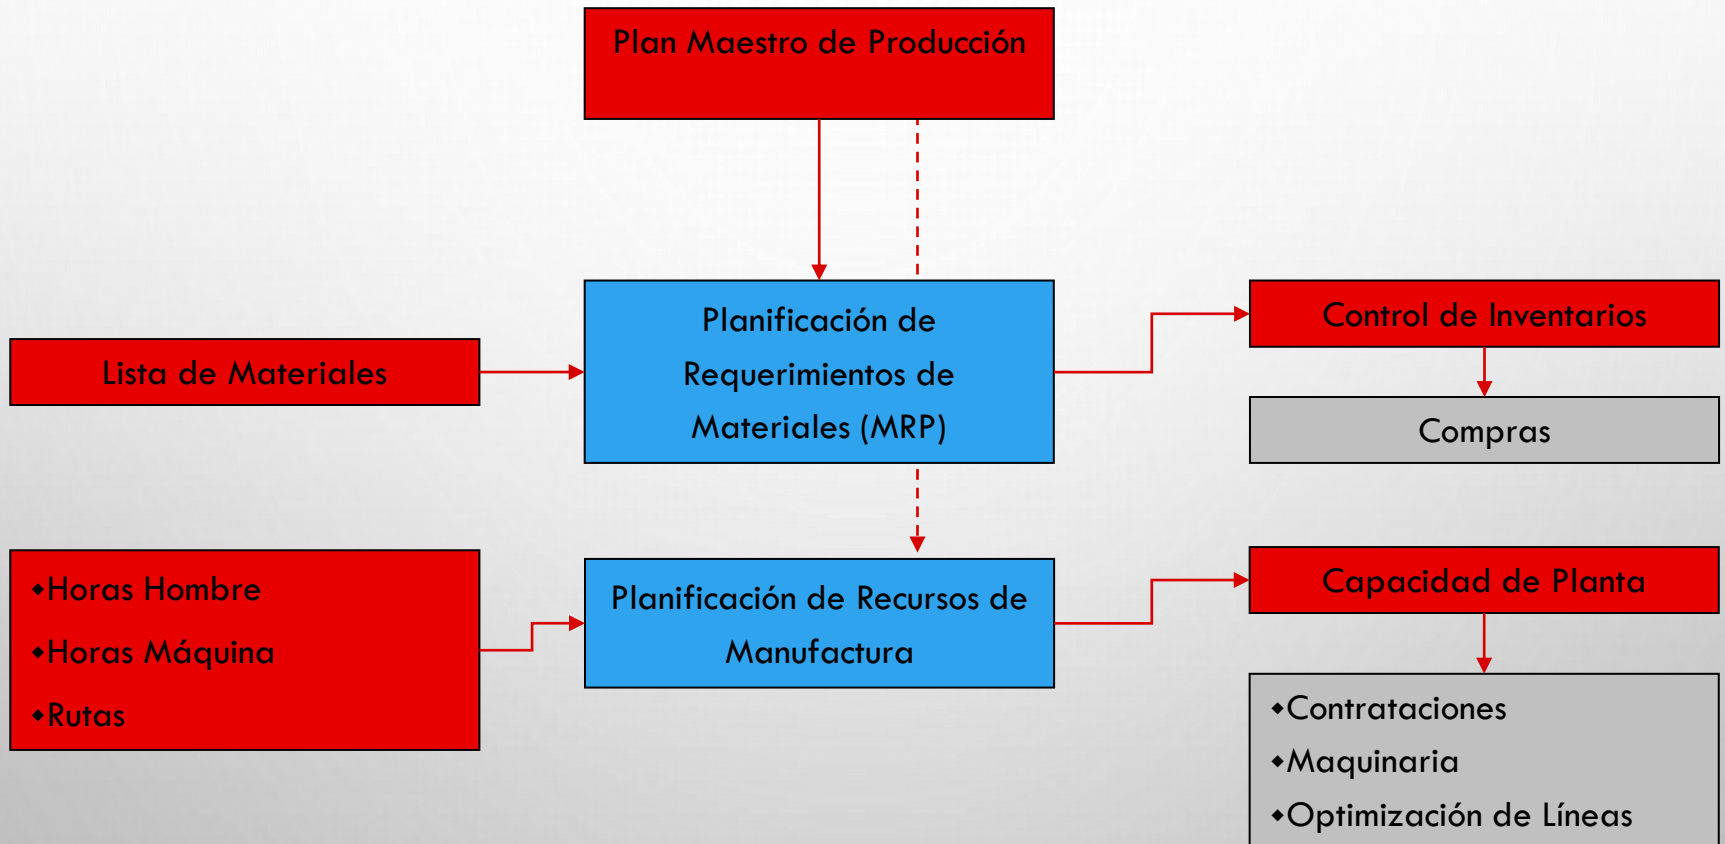 Plan Maestro de Producción
Planificación de
Requerimientos de
Materiales (MRP)
Control de Inventarios
Lista de Materiales
Compras
◆Horas Hombre
◆Horas Máquina
◆Rutas
Planificación de Recursos de
Manufactura
Capacidad de Planta
◆Contrataciones
◆Maquinaria
◆Optimización de Líneas